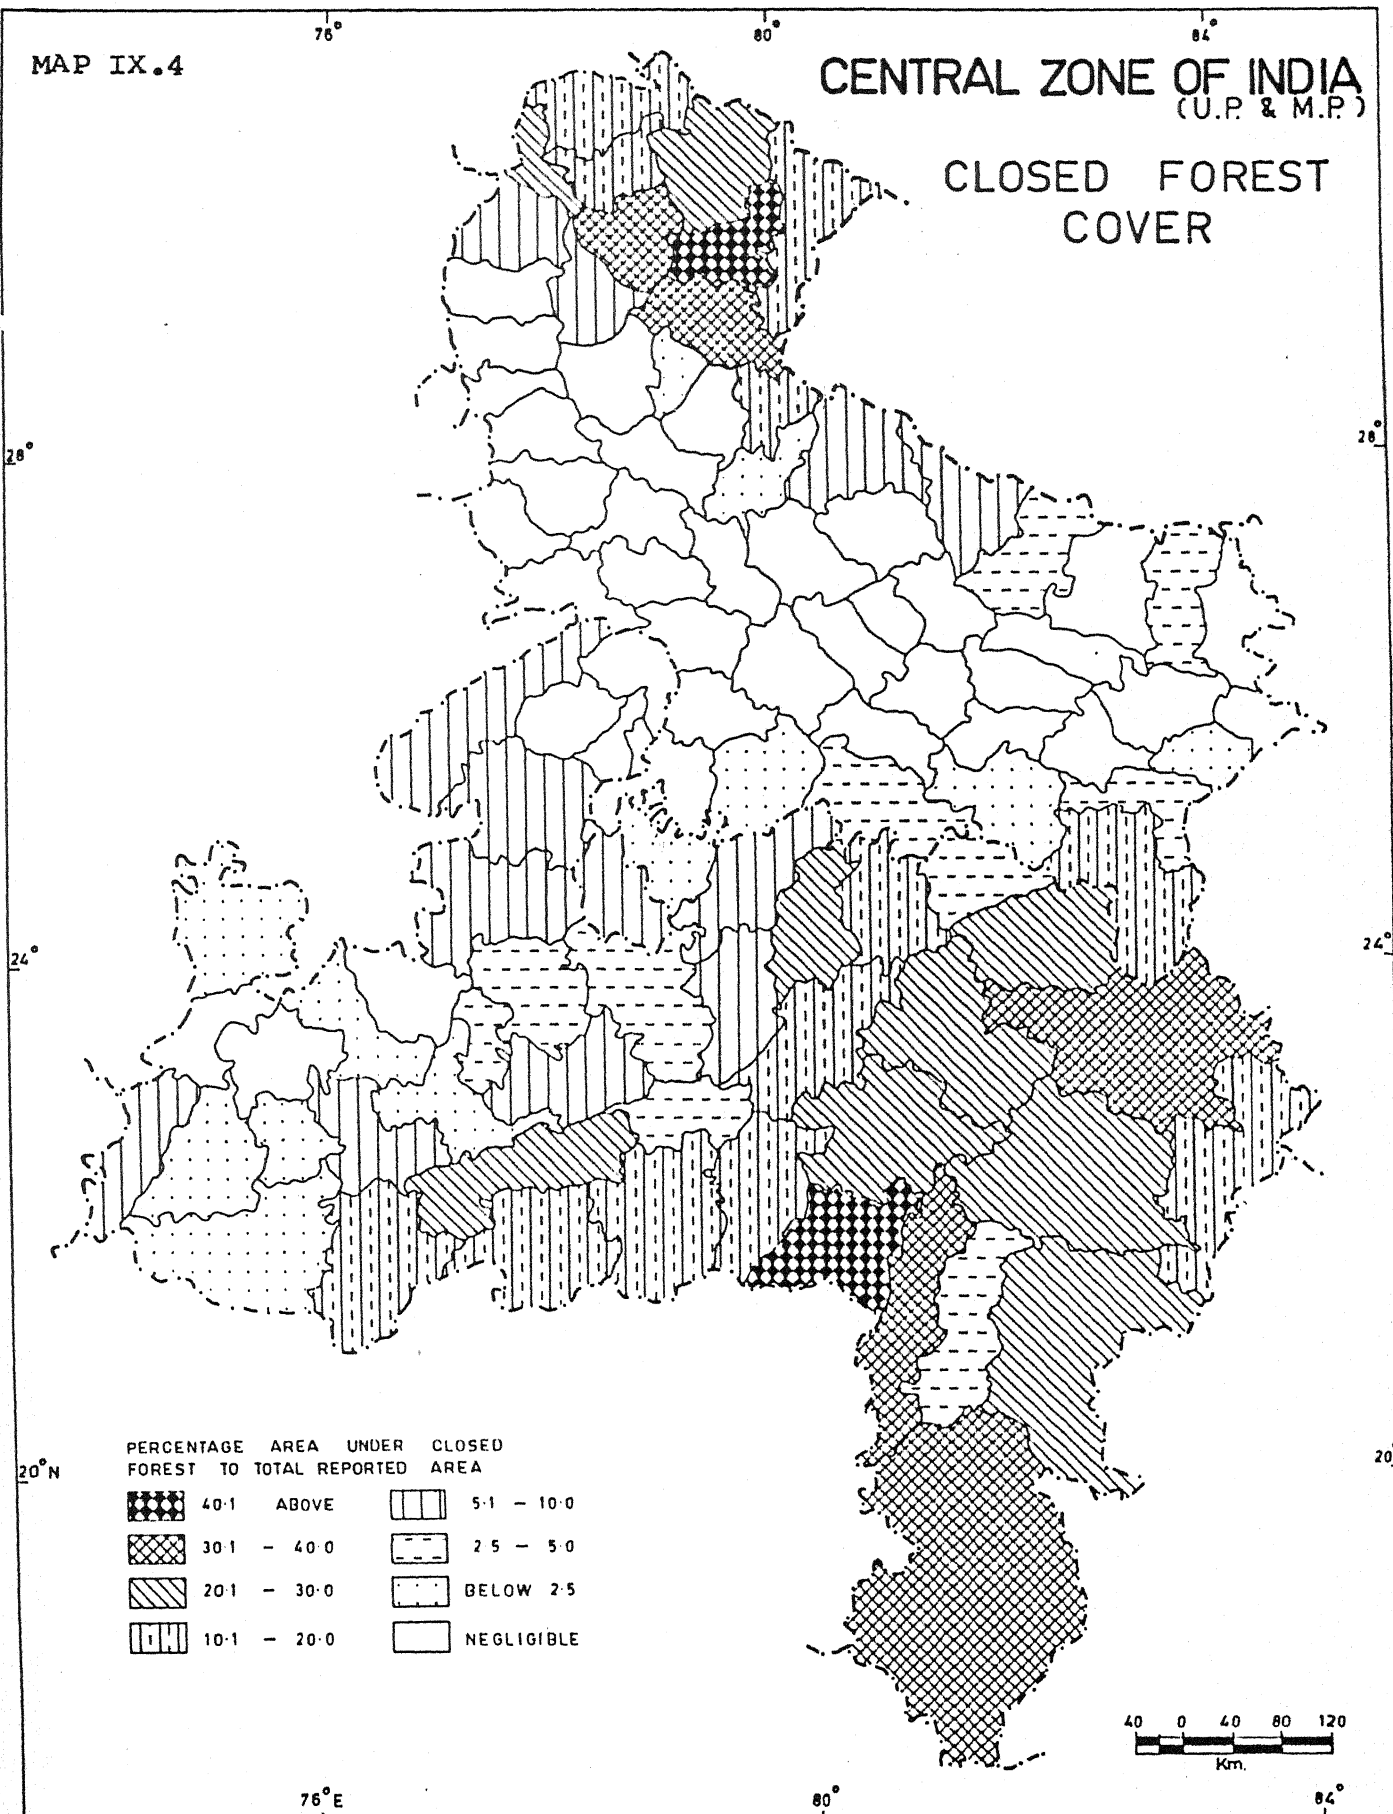 76°
80°
84°
MAP IX.4
CENTRAL ZONE OF INDIA
(U.P. & M.P.)
CLOSED FOREST
COVER
28°
28°
24°
24°
PERCENTAGE AREA UNDER CLOSED
FOREST TO TOTAL REPORTED AREA
20°N
20
40·1 ABOVE
5·1 – 10·0
30·1 – 40·0
2·5 – 5·0
20·1 – 30·0
BELOW 2·5
10·1 – 20·0
NEGLIGIBLE
40 0 40 80 120
Km.
76°E
80°
84°